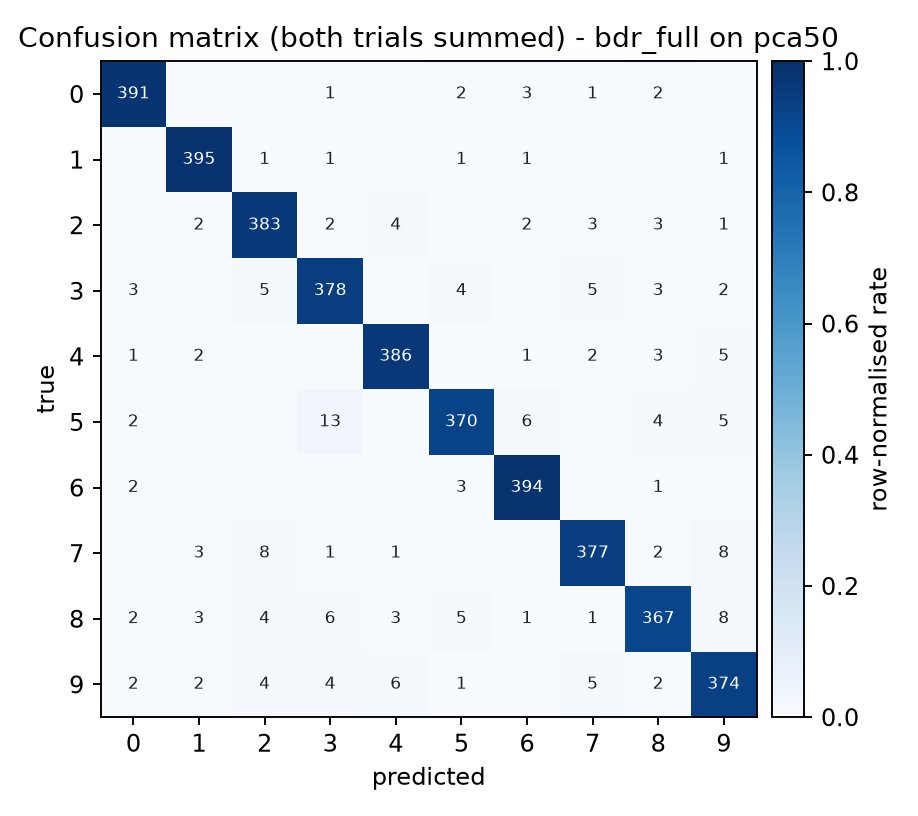 Confusion matrix (both trials summed) - bdr_full on pca50
0 391 1 2 3 1 2
1 395 1 1 1 1 1
2 2 383 2 4 2 3 3 1
3 3 5 378 4 5 3 2
4 1 2 386 1 2 3 5
5 2 13 370 6 4 5
6 2 3 394 1
7 3 8 1 1 377 2 8
8 2 3 4 6 3 5 1 1 367 8
9 2 2 4 4 6 1 5 2 374
0 1 2 3 4 5 6 7 8 9
predicted
true
1.0
0.8
0.6
0.4
0.2
0.0
row-normalised rate